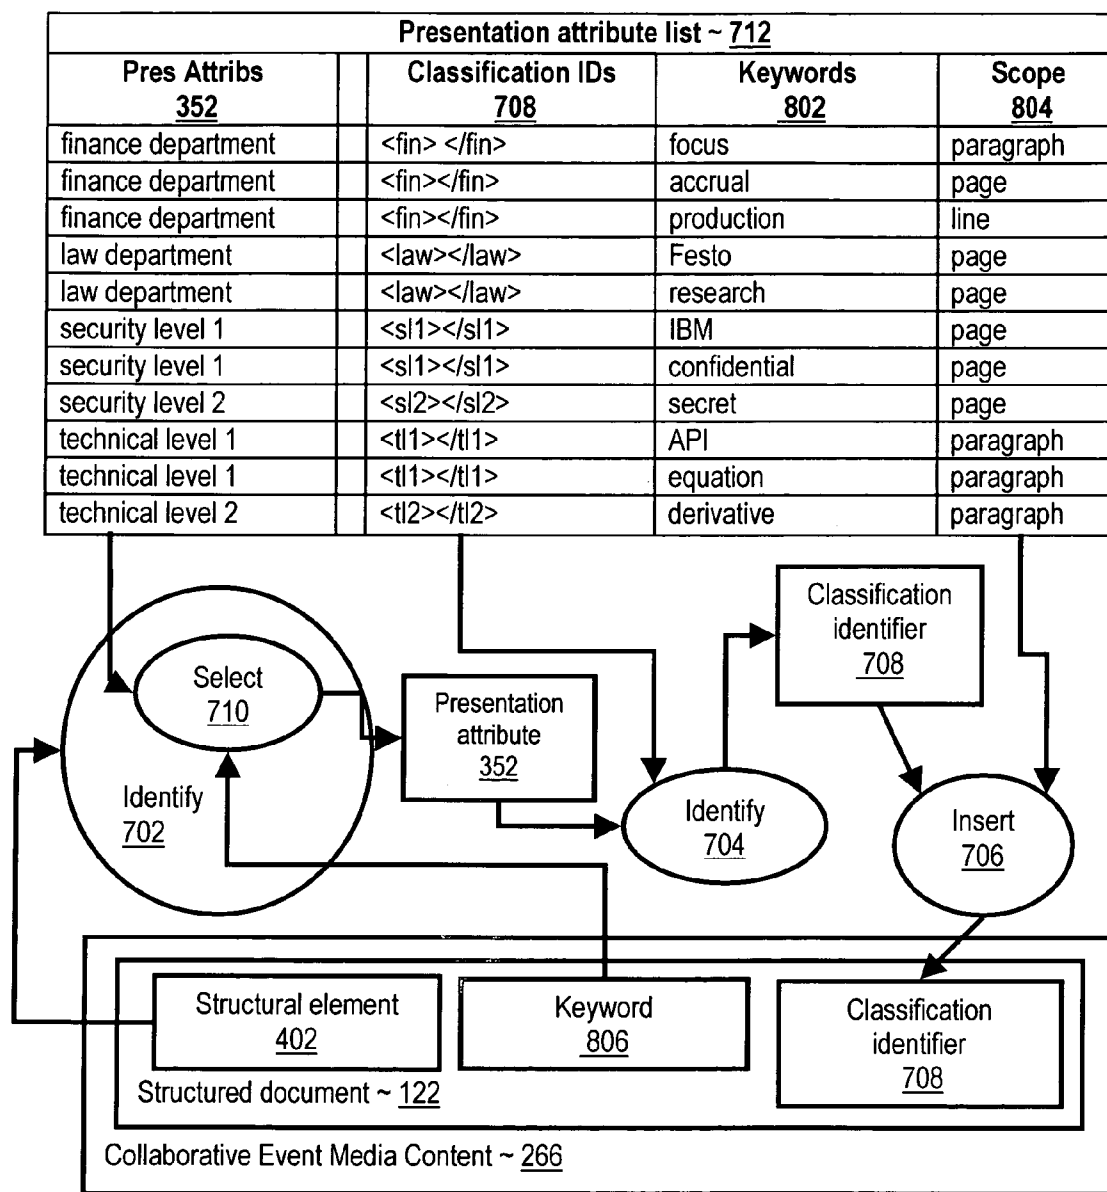 Presentation attribute list ~ 712
Pres Attribs Classification IDs Keywords Scope
352 708 802 804
finance department <fin> </fin> focus paragraph
finance department <fin></fin> accrual page
finance department <fin></fin> production line
law department <law></law> Festo page
law department <law></law> research page
security level 1 <sl1></sl1> IBM page
security level 1 <sl1></sl1> confidential page
security level 2 <sl2></sl2> secret page
technical level 1 <tl1></tl1> API paragraph
technical level 1 <tl1></tl1> equation paragraph
technical level 2 <tl2></tl2> derivative paragraph
Classification
identifier
708
Select
710
Presentation
attribute
352
Identify
702
Identify
704
Insert
706
Structural element
402
Keyword
806
Classification
identifier
708
Structured document ~ 122
Collaborative Event Media Content ~ 266